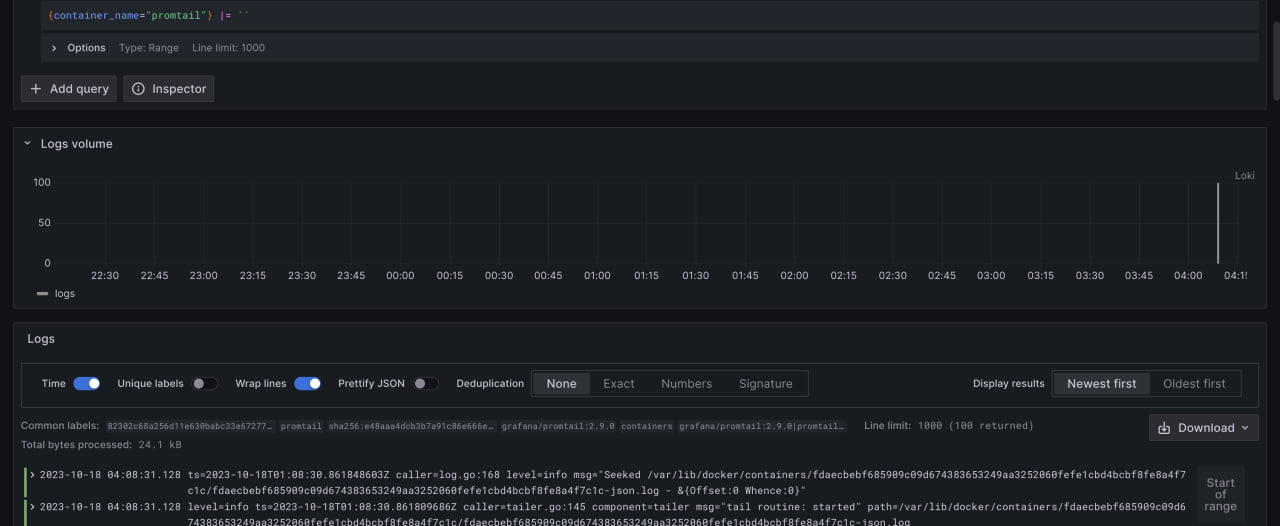 {container_name="promtail"} |= ``
Options Type: Range Line limit: 1000
+ Add query Inspector
Logs volume
Loki
100
50
0
22:30 22:45 23:00 23:15 23:30 23:45 00:00 00:15 00:30 00:45 01:00 01:15 01:30 01:45 02:00 02:15 02:30 02:45 03:00 03:15 03:30 03:45 04:00 04:15
logs
Logs
Time Unique labels Wrap lines Prettify JSON Deduplication None Exact Numbers Signature Display results Newest first Oldest first
Common labels: 82302c68a256d11e630babc33e67277… promtail sha256:e48aaa4dcb3b7a91c86e666e… grafana/promtail:2.9.0 containers grafana/promtail:2.9.0|promtail… Line limit: 1000 (100 returned)
Download
Total bytes processed: 24.1 kB
2023-10-18 04:08:31.128 ts=2023-10-18T01:08:30.861848603Z caller=log.go:168 level=info msg="Seeked /var/lib/docker/containers/fdaecbebf685909c09d674383653249aa3252060fefe1cbd4bcbf8fe8a4f7
c1c/fdaecbebf685909c09d674383653249aa3252060fefe1cbd4bcbf8fe8a4f7c1c-json.log - &{Offset:0 Whence:0}"
2023-10-18 04:08:31.128 level=info ts=2023-10-18T01:08:30.861809686Z caller=tailer.go:145 component=tailer msg="tail routine: started" path=/var/lib/docker/containers/fdaecbebf685909c09d6
74383653249aa3252060fefe1cbd4bcbf8fe8a4f7c1c/fdaecbebf685909c09d674383653249aa3252060fefe1cbd4bcbf8fe8a4f7c1c-json.log
Start
of
range